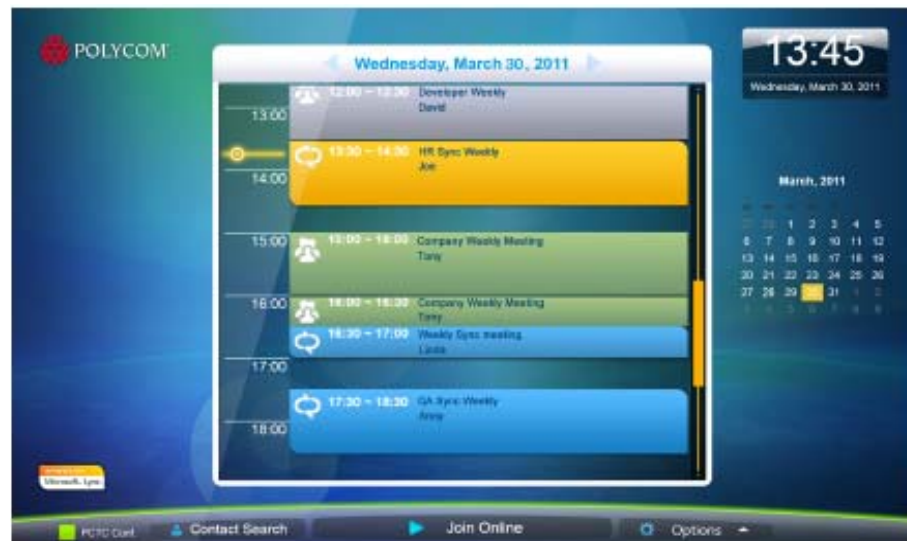 POLYCOM
Wednesday, March 30, 2011
13:45
Wednesday, March 30, 2011
12:00 ~ 13:30 Developer Weekly
David
13:00
13:30 ~ 14:30 HR Sync Weekly
Joe
14:00
15:00
Company Weekly Meeting
Tony
16:00
16:00 ~ 16:30 Company Weekly Meeting
Tony
16:30 ~ 17:00 Weekly Sync meeting
17:00
17:30 ~ 18:30 QA Sync Weekly
Anny
18:00
March, 2011
1 2 3 4 5
6 7 8 9 10 11 12
13 14 15 16 17 18 19
20 21 22 23 24 25 26
27 28 29 30 31
Microsoft Lync
PCTC Conf.
Contact Search
Join Online
Options